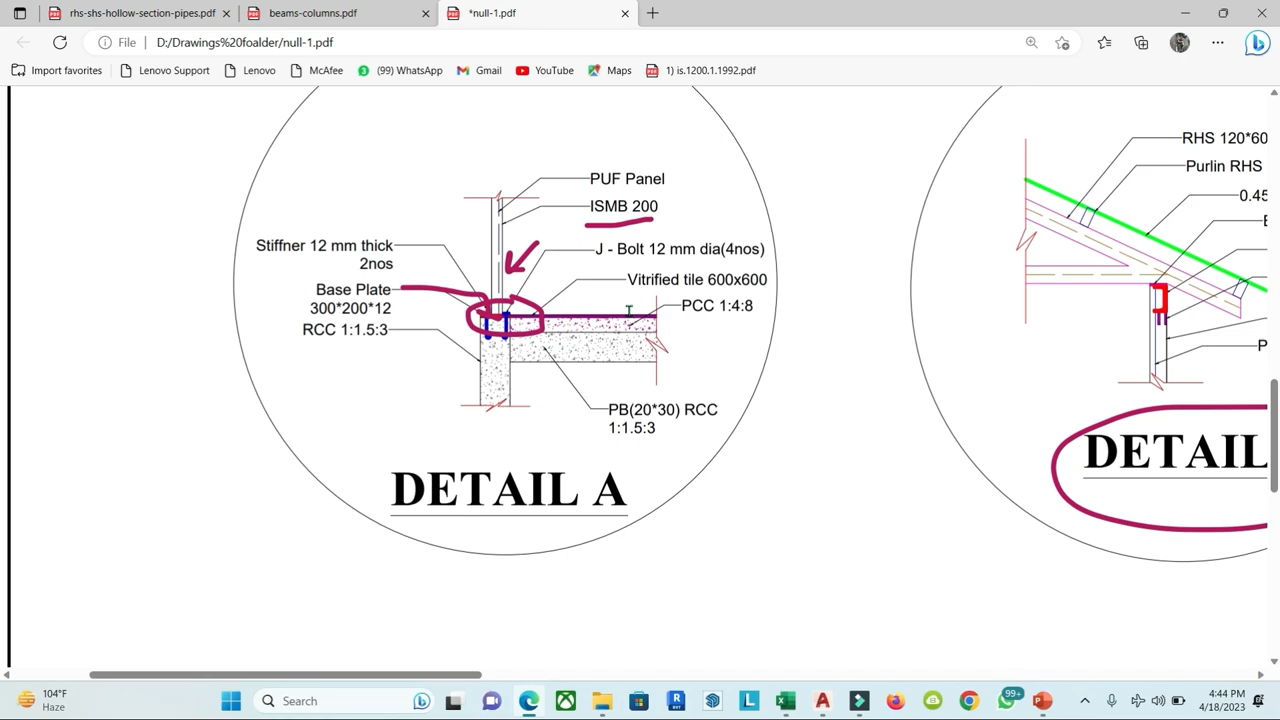 rhs-shs-hollow-section-pipes.pdf
beams-columns.pdf
*null-1.pdf
File
D:/Drawings%20foalder/null-1.pdf
Import favorites
Lenovo Support
Lenovo
McAfee
(99) WhatsApp
Gmail
YouTube
Maps
1) is.1200.1.1992.pdf
PUF Panel
ISMB 200
Stiffner 12 mm thick
2nos
J - Bolt 12 mm dia(4nos)
Vitrified tile 600x600
Base Plate
300*200*12
PCC 1:4:8
RCC 1:1.5:3
PB(20*30) RCC
1:1.5:3
DETAIL A
RHS 120*60
Purlin RHS
0.45
E
P
DETAIL
104°F
Haze
Search
99+
4:44 PM
4/18/2023